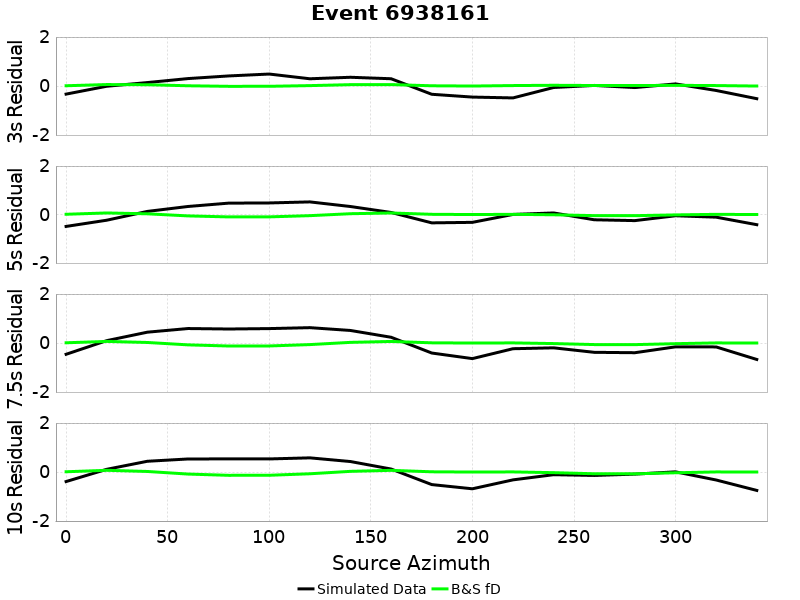 Event 6938161
3s Residual
2
0
-2
5s Residual
2
0
-2
7.5s Residual
2
0
-2
10s Residual
2
0
-2
0 50 100 150 200 250 300
Source Azimuth
Simulated Data B&S fD